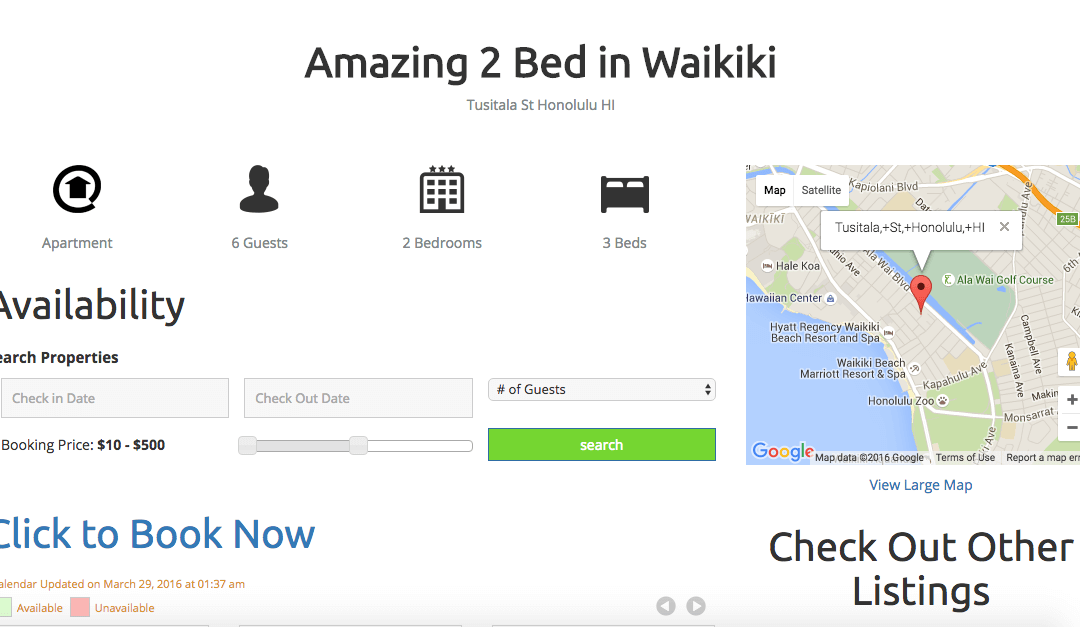 Amazing 2 Bed in Waikiki
Tusitala St Honolulu HI
Apartment
6 Guests
2 Bedrooms
3 Beds
Availability
earch Properties
Check in Date
Check Out Date
# of Guests
Booking Price: $10 - $500
search
Click to Book Now
alendar Updated on March 29, 2016 at 01:37 am
Available
Unavailable
Map
Satellite
Kapiolani Blvd
WAIKĪKĪ
Tusitala,+St,+Honolulu,+HI
25B
Hale Koa
Ala Wai Blvd
Ala Wai Golf Course
6th
Hawaiian Center
Hyatt Regency Waikiki
Beach Resort and Spa
Waikiki Beach
Marriott Resort & Spa
Campbell Ave
Kanaina Ave
Kapahulu Ave
Honolulu Zoo
Makin
Monsarrat
+
−
Google
Map data ©2016 Google
Terms of Use
Report a map err
View Large Map
Check Out Other
Listings